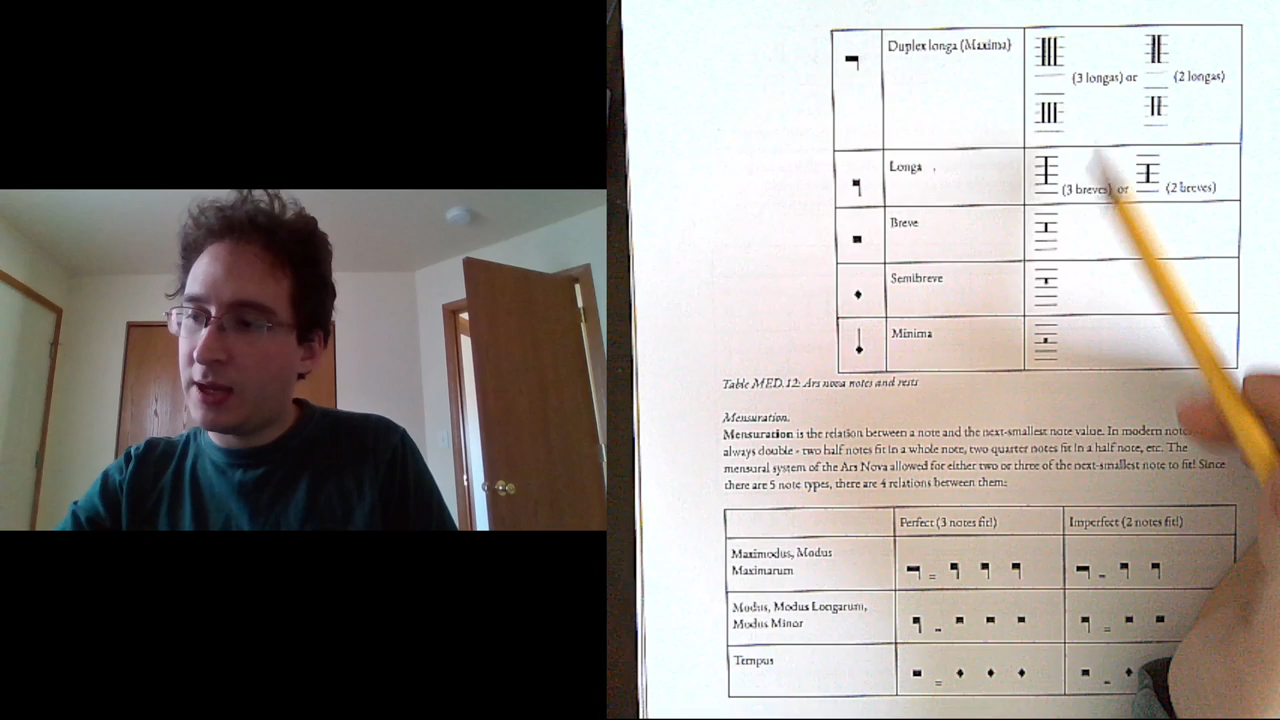 Duplex longa (Maxima)
(3 longas) or (2 longas)
Longa
(3 breves) or (2 breves)
Breve
Semibreve
Minima
Table MED.12: Ars nova notes and rests
Mensuration.
Mensuration is the relation between a note and the next-smallest note value. In modern
always double - two half notes fit in a whole note, two quarter notes fit in a half note, etc. The
mensural system of the Ars Nova allowed for either two or three of the next-smallest note to fit! Since
there are 5 note types, there are 4 relations between them:
Perfect (3 notes fit!)
Imperfect (2 notes fit!)
Maximodus, Modus
Maximarum
Modus, Modus Longarum,
Modus Minor
Tempus